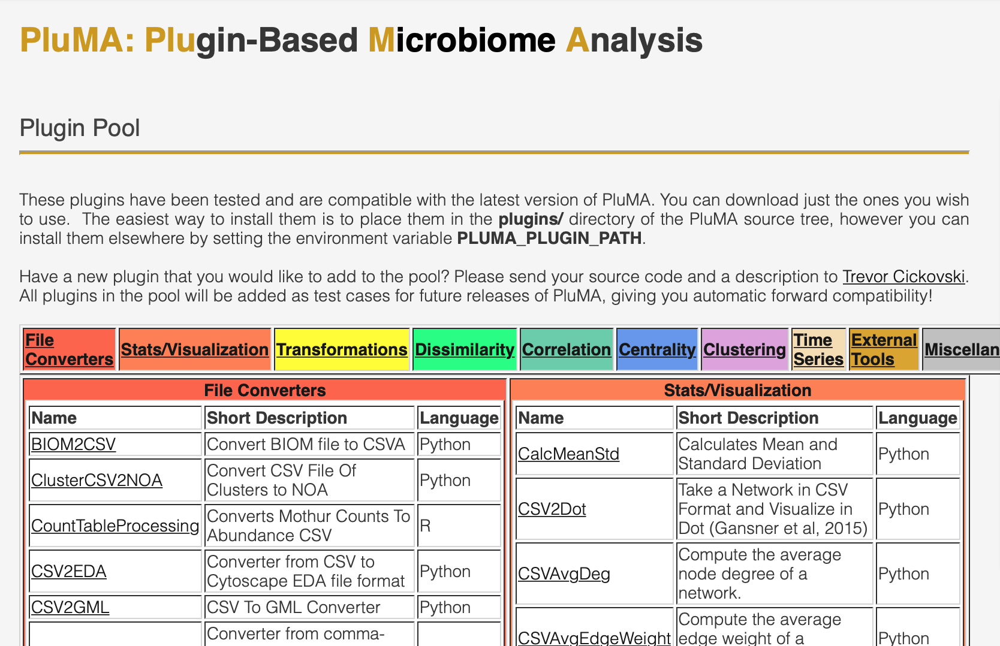 PluMA: Plugin-Based Microbiome Analysis
Plugin Pool
These plugins have been tested and are compatible with the latest version of PluMA. You can download just the ones you wish
to use.  The easiest way to install them is to place them in the plugins/ directory of the PluMA source tree, however you can
install them elsewhere by setting the environment variable PLUMA_PLUGIN_PATH.
Have a new plugin that you would like to add to the pool? Please send your source code and a description to Trevor Cickovski.
All plugins in the pool will be added as test cases for future releases of PluMA, giving you automatic forward compatibility!
File
Converters
Stats/Visualization
Transformations
Dissimilarity
Correlation
Centrality
Clustering
Time
Series
External
Tools
Miscellan
File Converters
Name
Short Description
Language
BIOM2CSV
Convert BIOM file to CSVA
Python
ClusterCSV2NOA
Convert CSV File Of
Clusters to NOA
Python
CountTableProcessing
Converts Mothur Counts To
Abundance CSV
R
CSV2EDA
Converter from CSV to
Cytoscape EDA file format
Python
CSV2GML
CSV To GML Converter
Python
Converter from comma-
Stats/Visualization
Name
Short Description
Language
CalcMeanStd
Calculates Mean and
Standard Deviation
Python
CSV2Dot
Take a Network in CSV
Format and Visualize in
Dot (Gansner et al, 2015)
Python
CSVAvgDeg
Compute the average
node degree of a
network.
Python
CSVAvgEdgeWeight
Compute the average
edge weight of a
Python